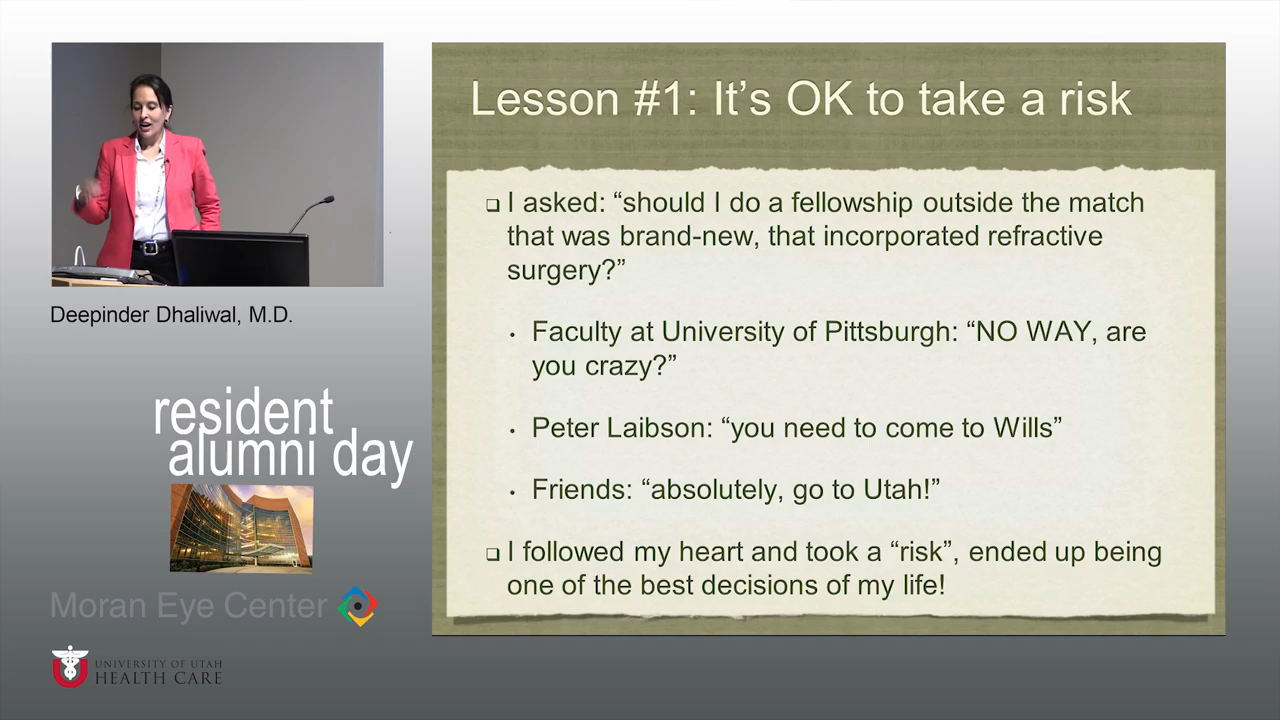 Lesson #1: It’s OK to take a risk
❑ I asked: “should I do a fellowship outside the match
that was brand-new, that incorporated refractive
surgery?”
• Faculty at University of Pittsburgh: “NO WAY, are
you crazy?”
• Peter Laibson: “you need to come to Wills”
• Friends: “absolutely, go to Utah!”
❑ I followed my heart and took a “risk”, ended up being
one of the best decisions of my life!
Deepinder Dhaliwal, M.D.
resident
alumni day
Moran Eye Center
UNIVERSITY OF UTAH
HEALTH CARE